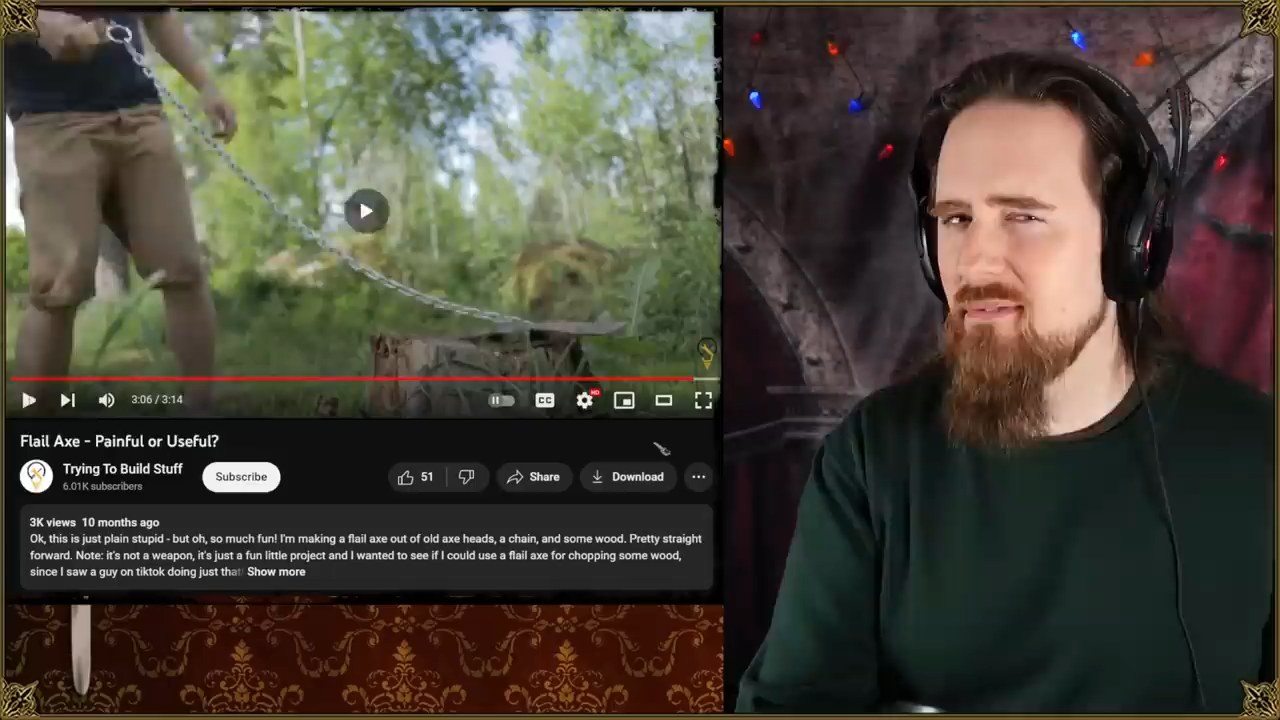 3:06 / 3:14
CC
HD
Flail Axe - Painful or Useful?
Trying To Build Stuff
6.01K subscribers
Subscribe
51
Share
Download
3K views 10 months ago
Ok, this is just plain stupid - but oh, so much fun! I'm making a flail axe out of old axe heads, a chain, and some wood. Pretty straight
forward. Note: it's not a weapon, it's just a fun little project and I wanted to see if I could use a flail axe for chopping some wood,
since I saw a guy on tiktok doing just that! Show more